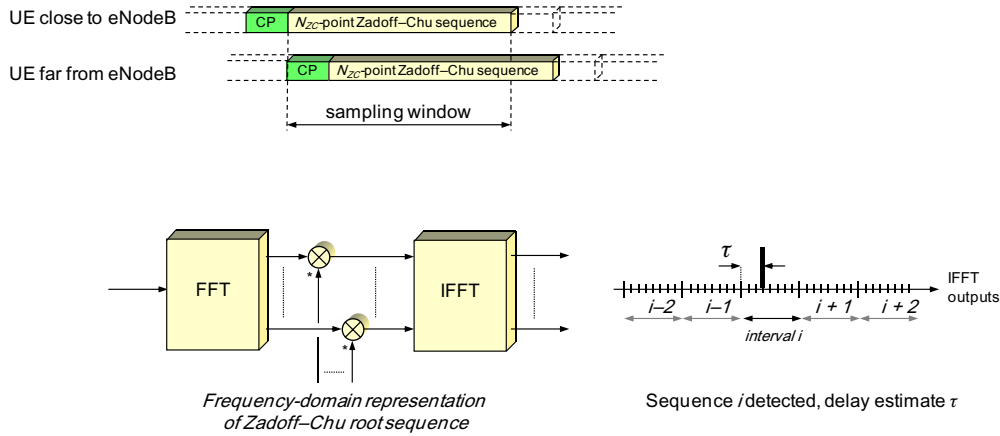 UE close to eNodeB
CP
N_ZC-point Zadoff–Chu sequence
UE far from eNodeB
CP
N_ZC-point Zadoff–Chu sequence
sampling window
FFT
*
*
IFFT
τ
IFFT outputs
i–2
i–1
interval i
i + 1
i + 2
Frequency-domain representation
of Zadoff–Chu root sequence
Sequence i detected, delay estimate τ